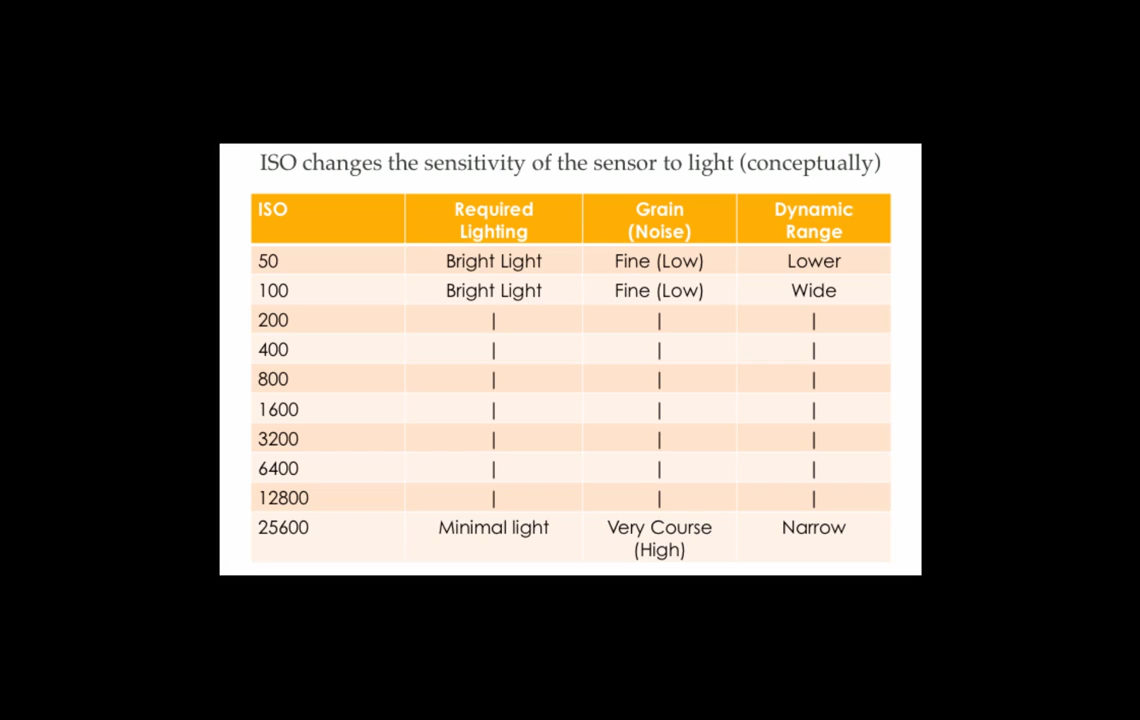 ISO changes the sensitivity of the sensor to light (conceptually)
ISO Required Lighting Grain (Noise) Dynamic Range
50 Bright Light Fine (Low) Lower
100 Bright Light Fine (Low) Wide
200 | | |
400 | | |
800 | | |
1600 | | |
3200 | | |
6400 | | |
12800 | | |
25600 Minimal light Very Course (High) Narrow